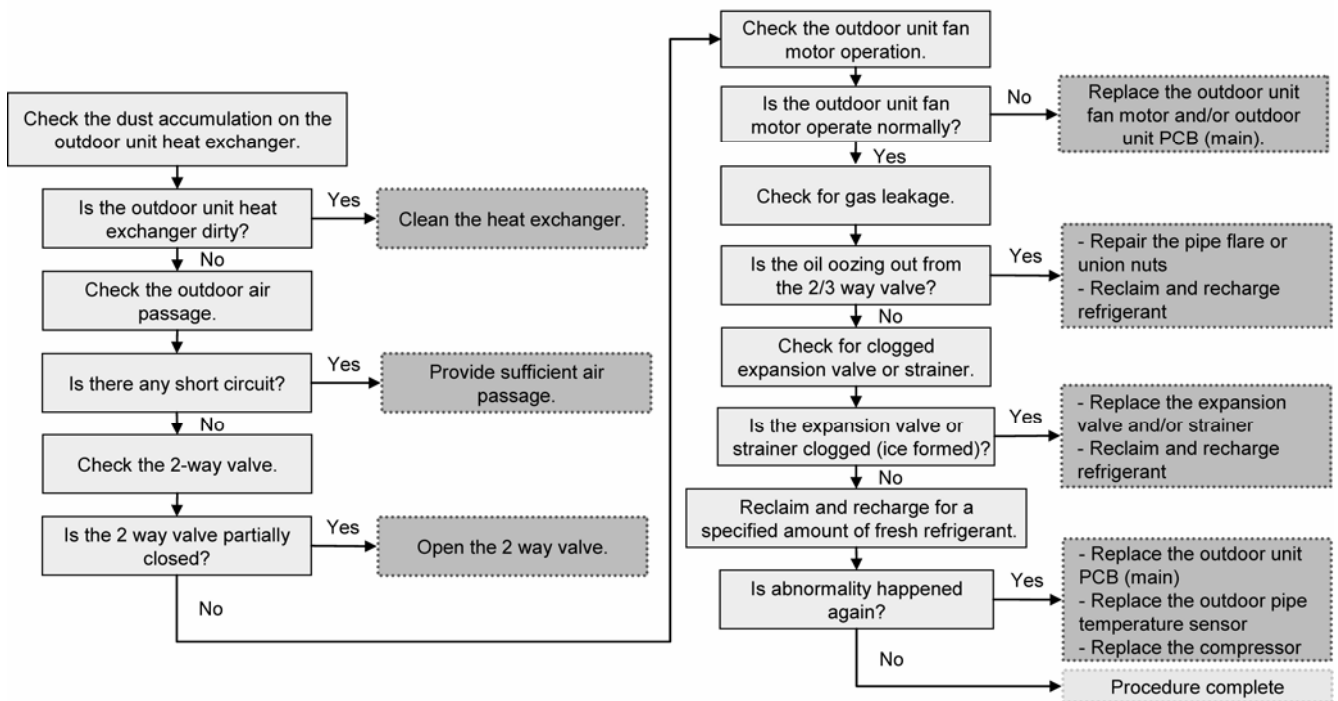 Check the dust accumulation on the
outdoor unit heat exchanger.
Is the outdoor unit heat
exchanger dirty?
Yes
Clean the heat exchanger.
No
Check the outdoor air
passage.
Is there any short circuit?
Yes
Provide sufficient air
passage.
No
Check the 2-way valve.
Is the 2 way valve partially
closed?
Yes
Open the 2 way valve.
No
Check the outdoor unit fan
motor operation.
Is the outdoor unit fan
motor operate normally?
No
Replace the outdoor unit
fan motor and/or outdoor
unit PCB (main).
Yes
Check for gas leakage.
Is the oil oozing out from
the 2/3 way valve?
Yes
- Repair the pipe flare or
union nuts
- Reclaim and recharge
refrigerant
No
Check for clogged
expansion valve or strainer.
Is the expansion valve or
strainer clogged (ice formed)?
Yes
- Replace the expansion
valve and/or strainer
- Reclaim and recharge
refrigerant
No
Reclaim and recharge for a
specified amount of fresh refrigerant.
Is abnormality happened
again?
Yes
- Replace the outdoor unit
PCB (main)
- Replace the outdoor pipe
temperature sensor
- Replace the compressor
No
Procedure complete